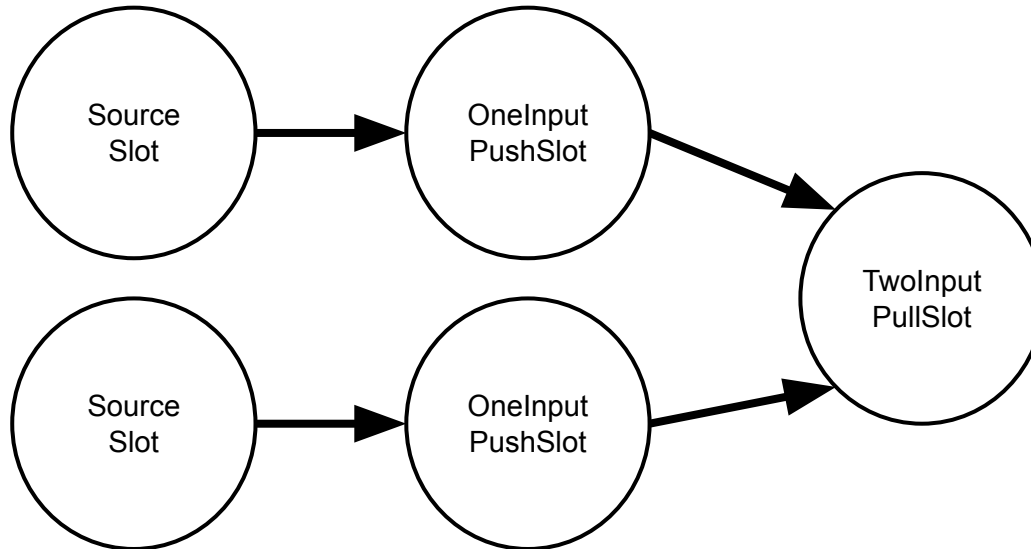 Source
Slot
OneInput
PushSlot
TwoInput
PullSlot
Source
Slot
OneInput
PushSlot